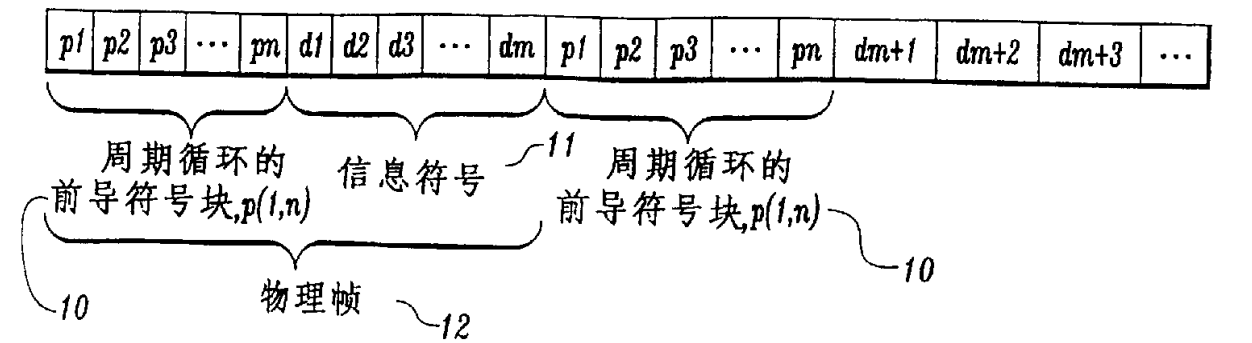 p1 p2 p3 ··· pn d1 d2 d3 ··· dm p1 p2 p3 ··· pn dm+1 dm+2 dm+3 ···
周期循环的
前导符号块,p(1,n)
10
信息符号
11
周期循环的
前导符号块,p(1,n)
10
物理帧
12